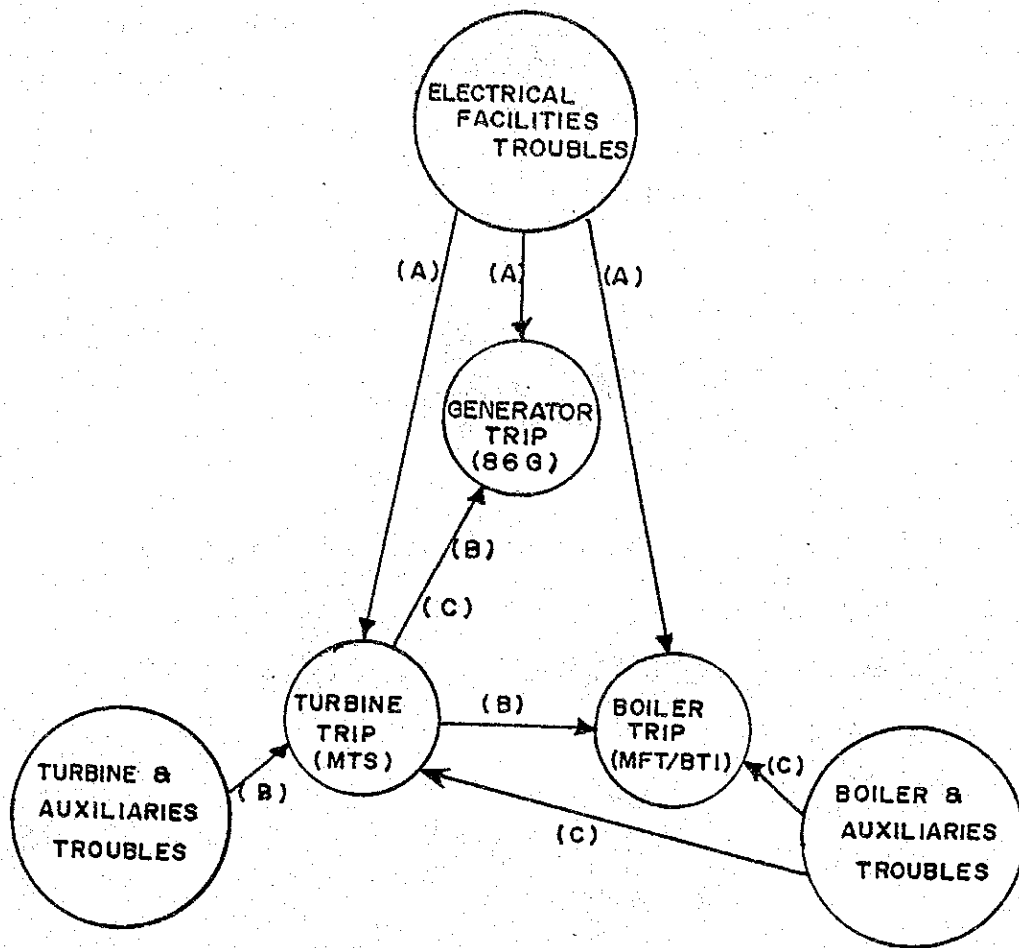 ELECTRICAL
FACILITIES
TROUBLES
(A)
(A)
(A)
GENERATOR
TRIP
(86G)
(B)
(C)
TURBINE
TRIP
(MTS)
(B)
BOILER
TRIP
(MFT/BTI)
(C)
TURBINE &
AUXILIARIES
TROUBLES
(B)
(C)
BOILER &
AUXILIARIES
TROUBLES